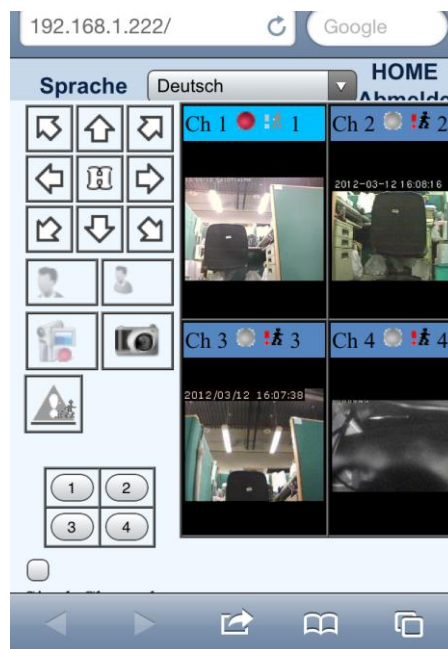 192.168.1.222/
Google
HOME
Sprache Deutsch
Ch 1 1
Ch 2 2
H
2012-03-12 16:08:16
Ch 3 3
Ch 4 4
2012/03/12 16:07:38
1 2
3 4